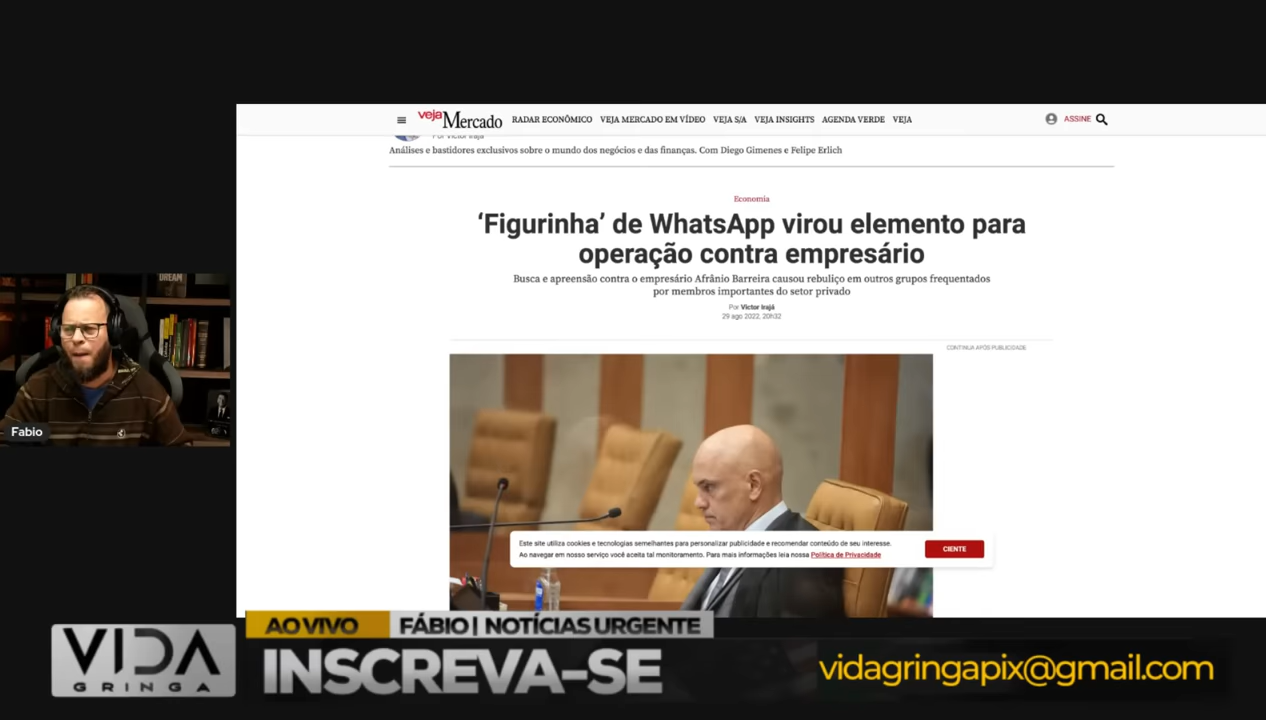 veja Mercado RADAR ECONÔMICO VEJA MERCADO EM VÍDEO VEJA S/A VEJA INSIGHTS AGENDA VERDE VEJA ASSINE
Por Victor Irajá
Análises e bastidores exclusivos sobre o mundo dos negócios e das finanças. Com Diego Gimenes e Felipe Erlich
Economia
‘Figurinha’ de WhatsApp virou elemento para
operação contra empresário
Busca e apreensão contra o empresário Afrânio Barreira causou rebuliço em outros grupos frequentados
por membros importantes do setor privado
Por Victor Irajá
29 ago 2022, 20h32
CONTINUA APÓS PUBLICIDADE
DREAM
Fabio
Este site utiliza cookies e tecnologias semelhantes para personalizar publicidade e recomendar conteúdo de seu interesse.
Ao navegar em nosso serviço você aceita tal monitoramento. Para mais informações leia nossa Política de Privacidade
CIENTE
AO VIVO FÁBIO | NOTÍCIAS URGENTE
VIDA
GRINGA
INSCREVA-SE
vidagringapix@gmail.com